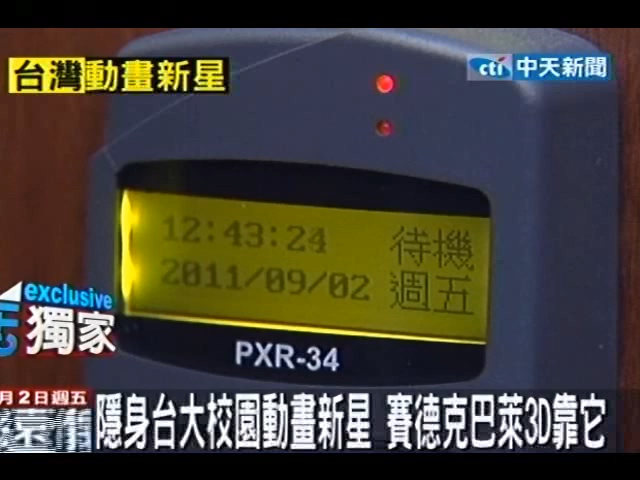 台灣動畫新星
cti 中天新聞
12:43:24 待機
2011/09/02 週五
PXR-34
exclusive
獨家
月2日週五
隱身台大校園動畫新星 賽德克巴萊3D靠它